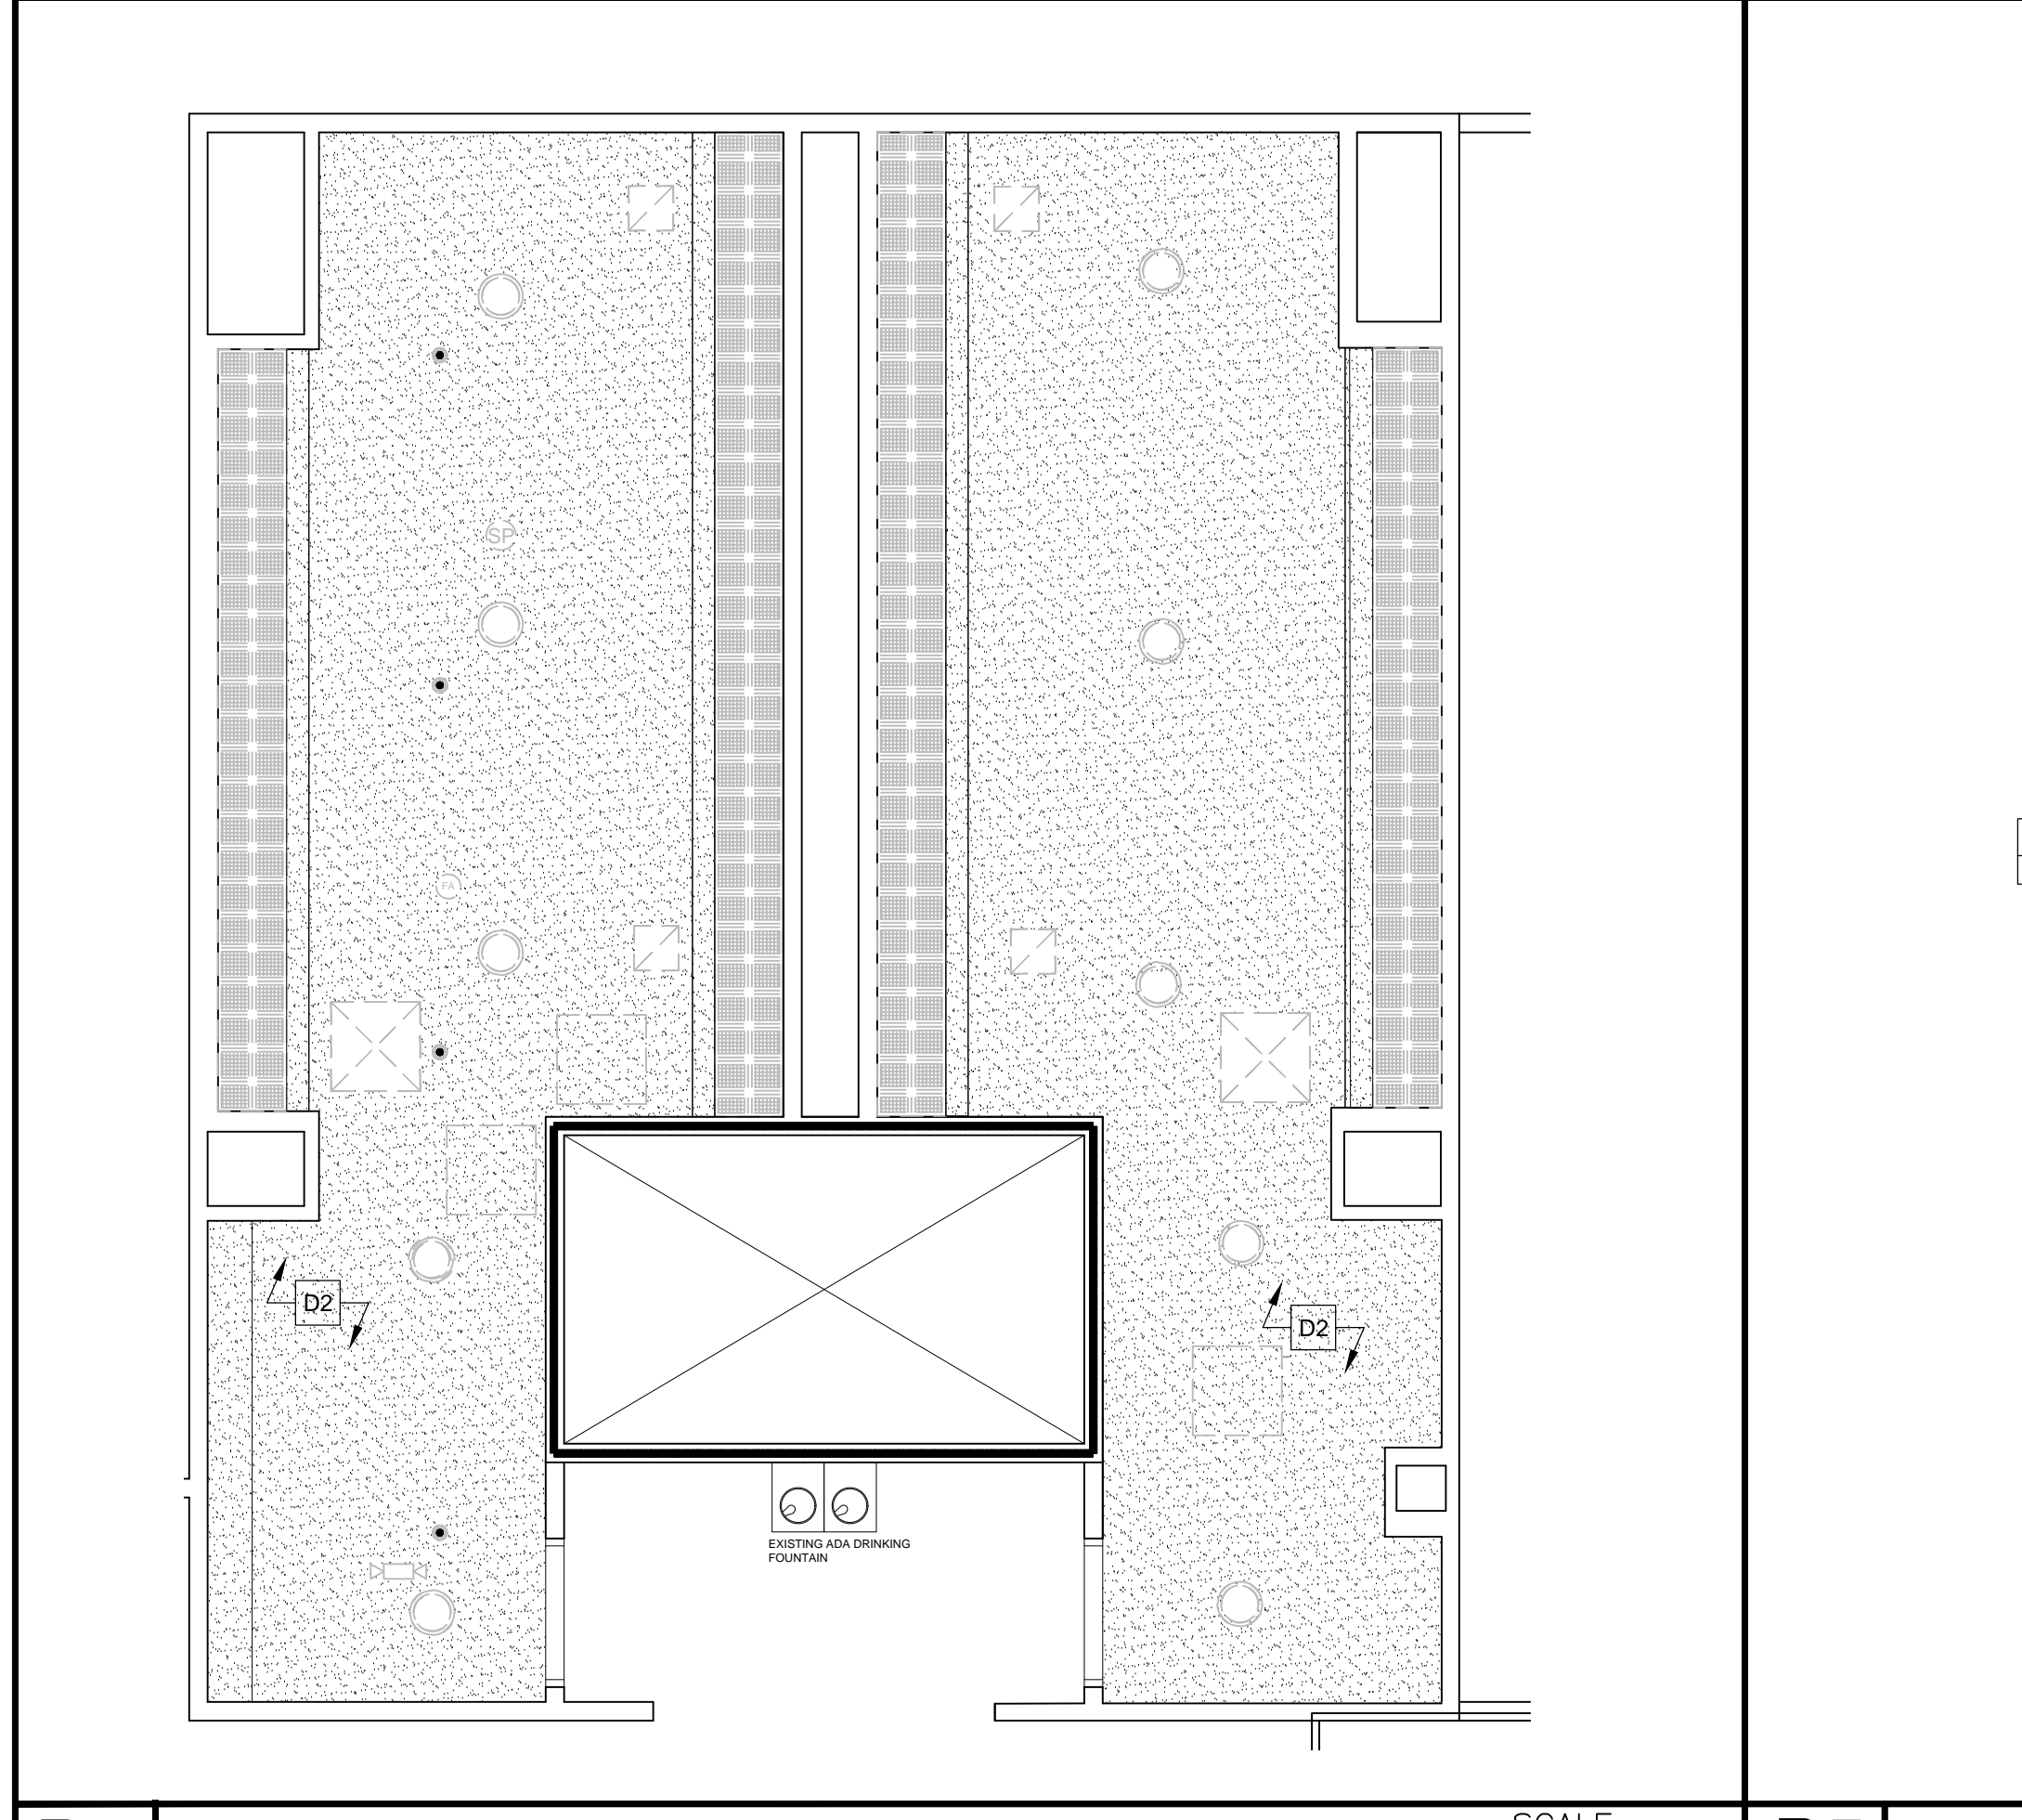 SP
FA
D2
D2
EXISTING ADA DRINKING
FOUNTAIN
SCALE